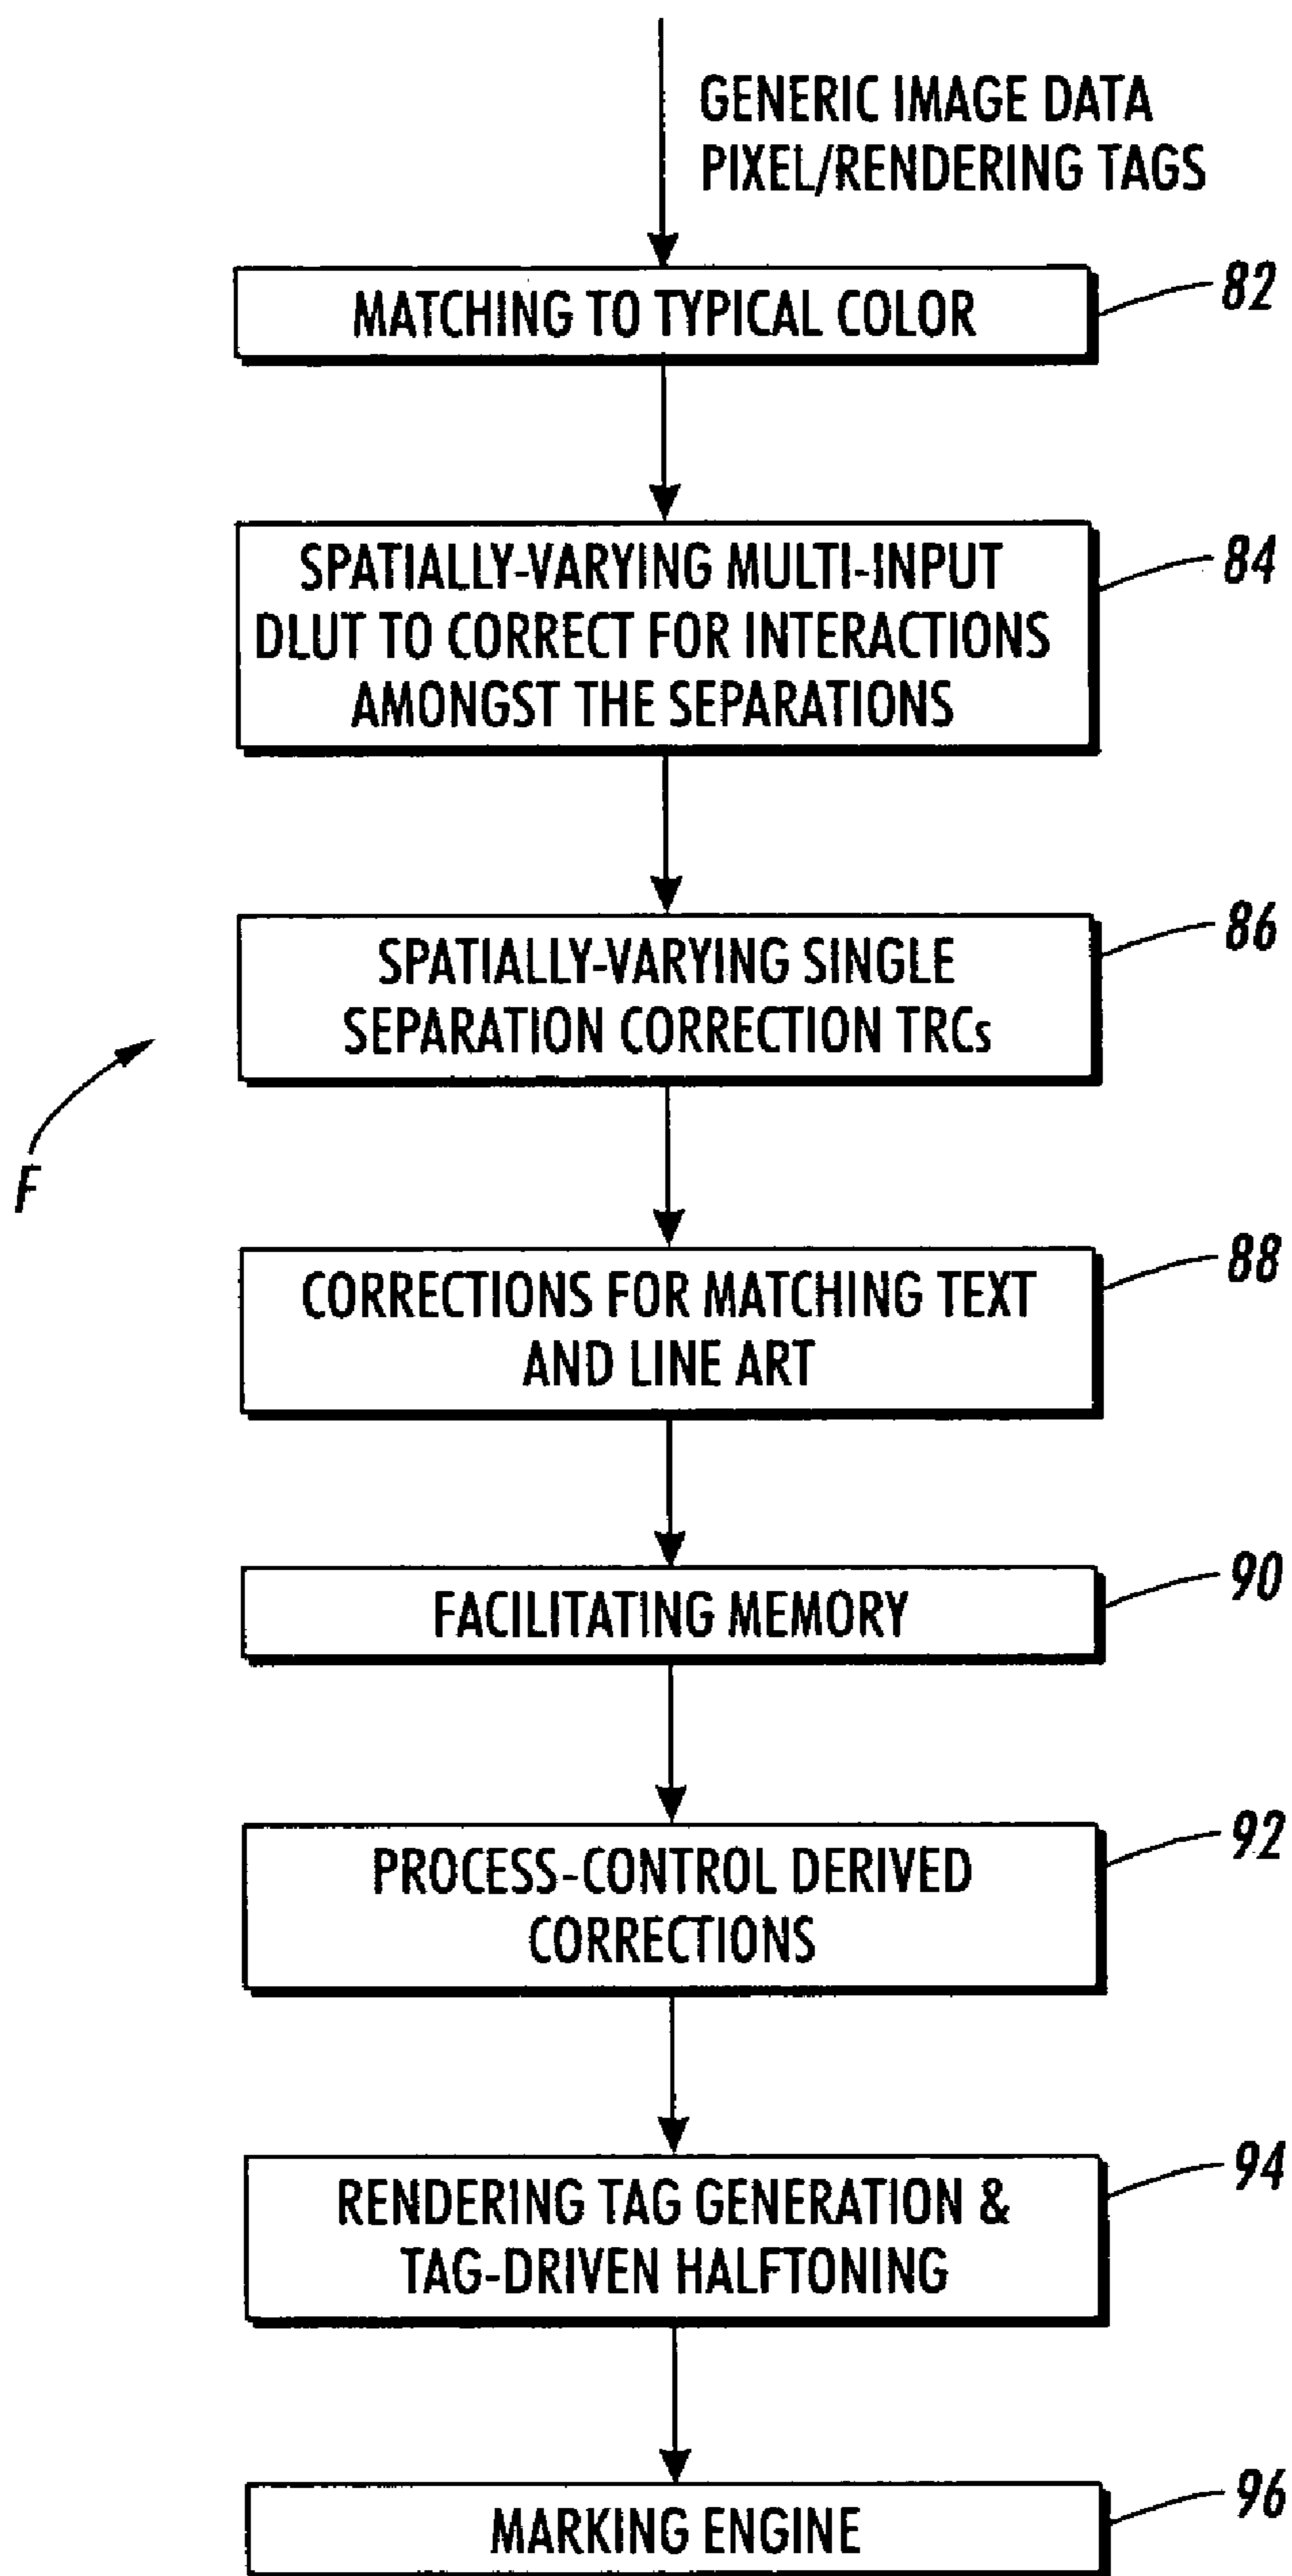 GENERIC IMAGE DATA
PIXEL/RENDERING TAGS
MATCHING TO TYPICAL COLOR
82
SPATIALLY-VARYING MULTI-INPUT
DLUT TO CORRECT FOR INTERACTIONS
AMONGST THE SEPARATIONS
84
SPATIALLY-VARYING SINGLE
SEPARATION CORRECTION TRCs
86
F
CORRECTIONS FOR MATCHING TEXT
AND LINE ART
88
FACILITATING MEMORY
90
PROCESS-CONTROL DERIVED
CORRECTIONS
92
RENDERING TAG GENERATION &
TAG-DRIVEN HALFTONING
94
MARKING ENGINE
96